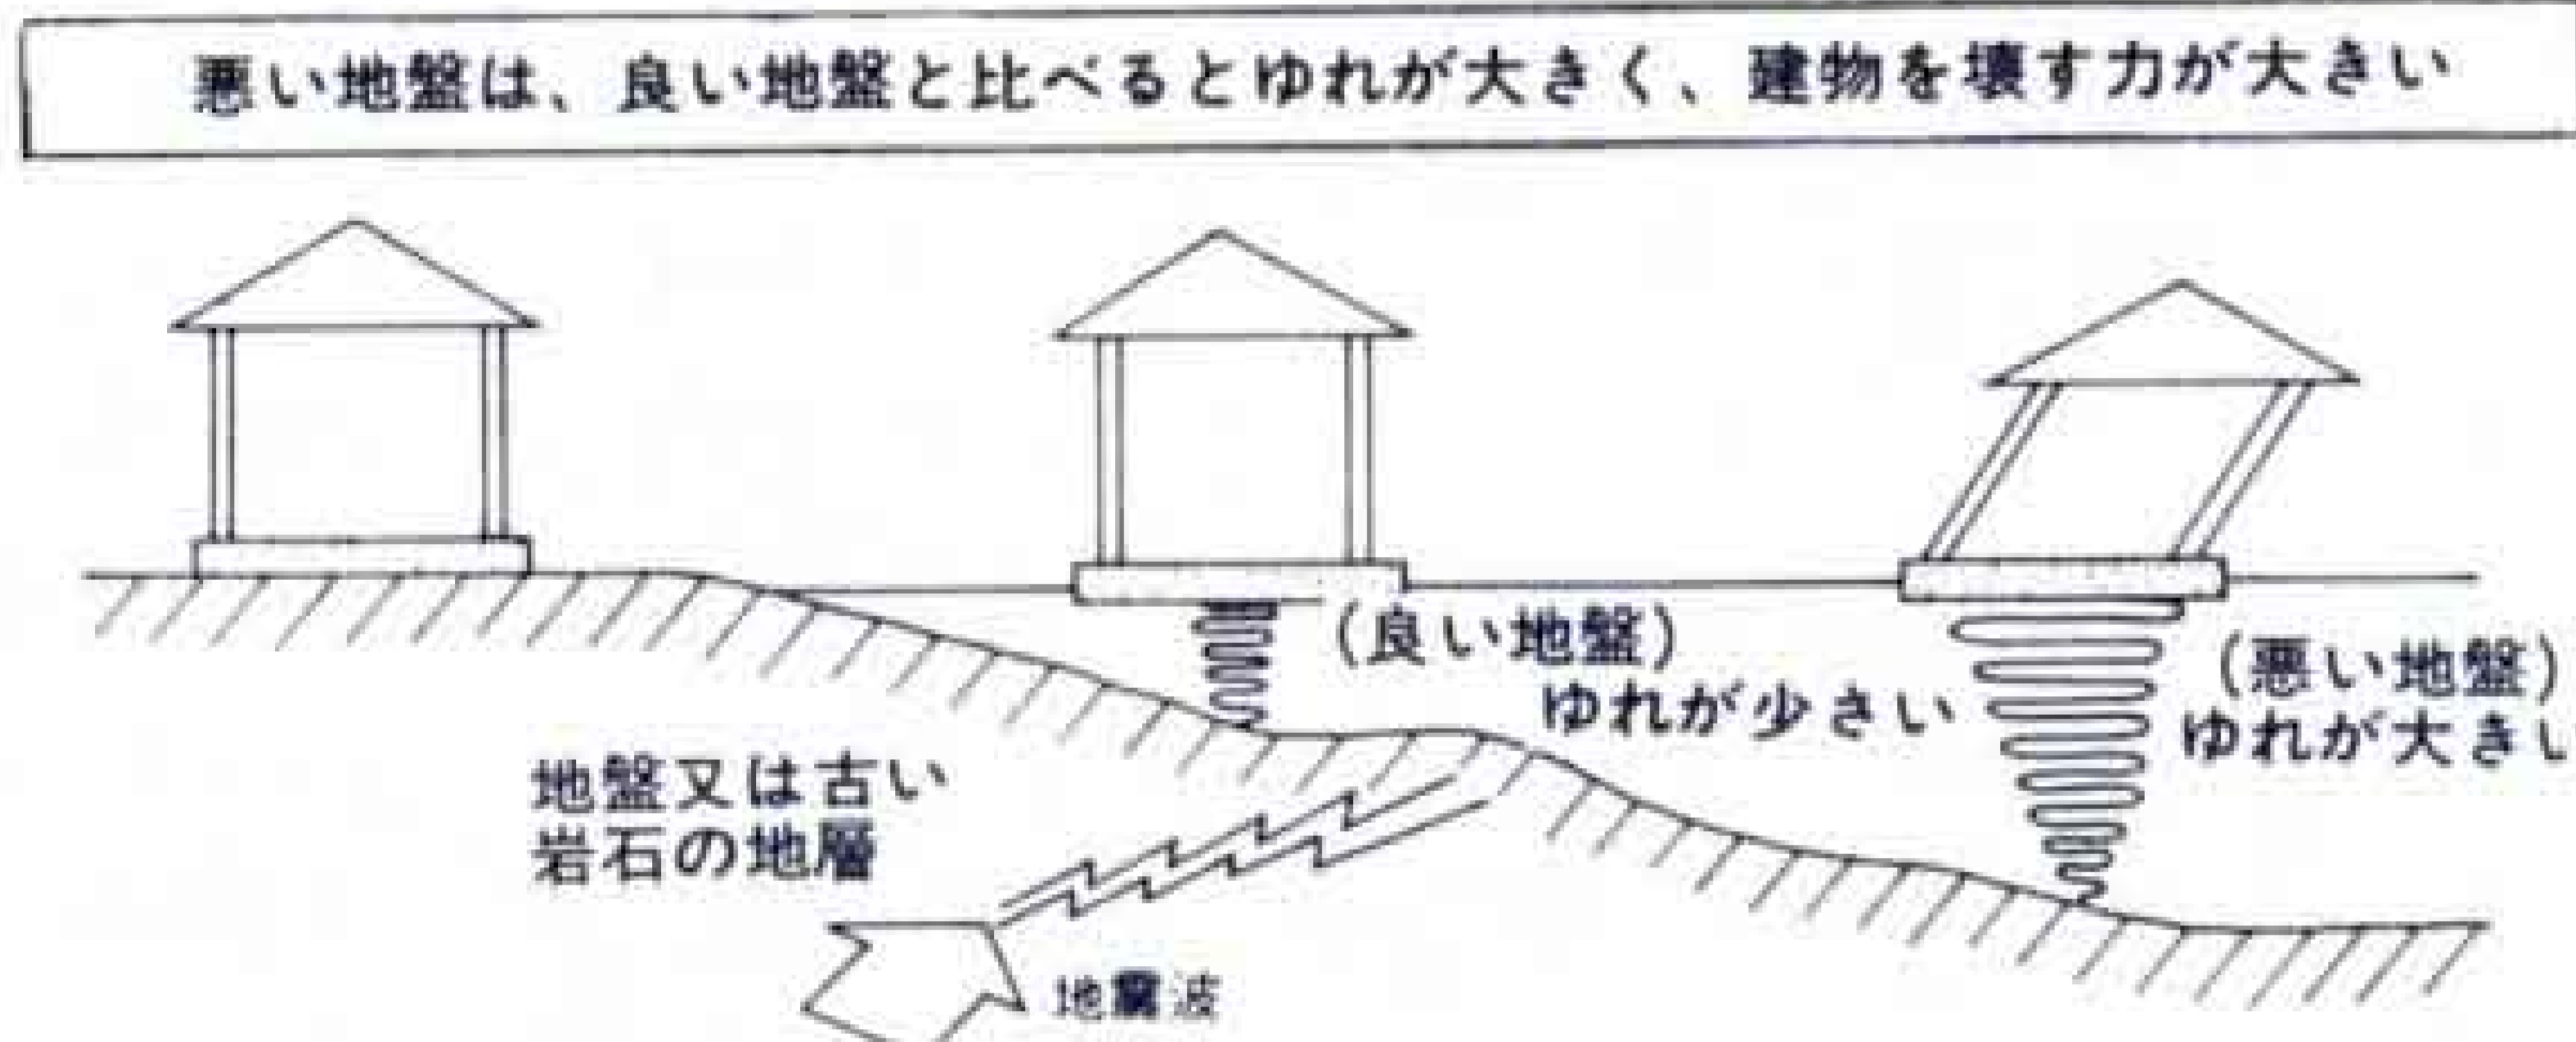 悪い地盤は、良い地盤と比べるとゆれが大きく、建物を壊す力が大きい
(良い地盤)
ゆれが少さい
(悪い地盤)
ゆれが大きい
地盤又は古い
岩石の地層
地震波